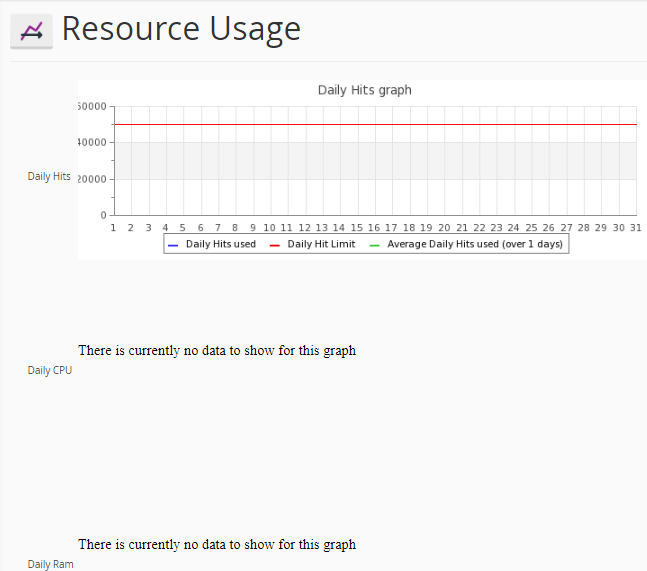 Resource Usage
Daily Hits graph
60000
40000
Daily Hits
20000
0
1 2 3 4 5 6 7 8 9 10 11 12 13 14 15 16 17 18 19 20 21 22 23 24 25 26 27 28 29 30 31
Daily Hits used Daily Hit Limit Average Daily Hits used (over 1 days)
There is currently no data to show for this graph
Daily CPU
There is currently no data to show for this graph
Daily Ram